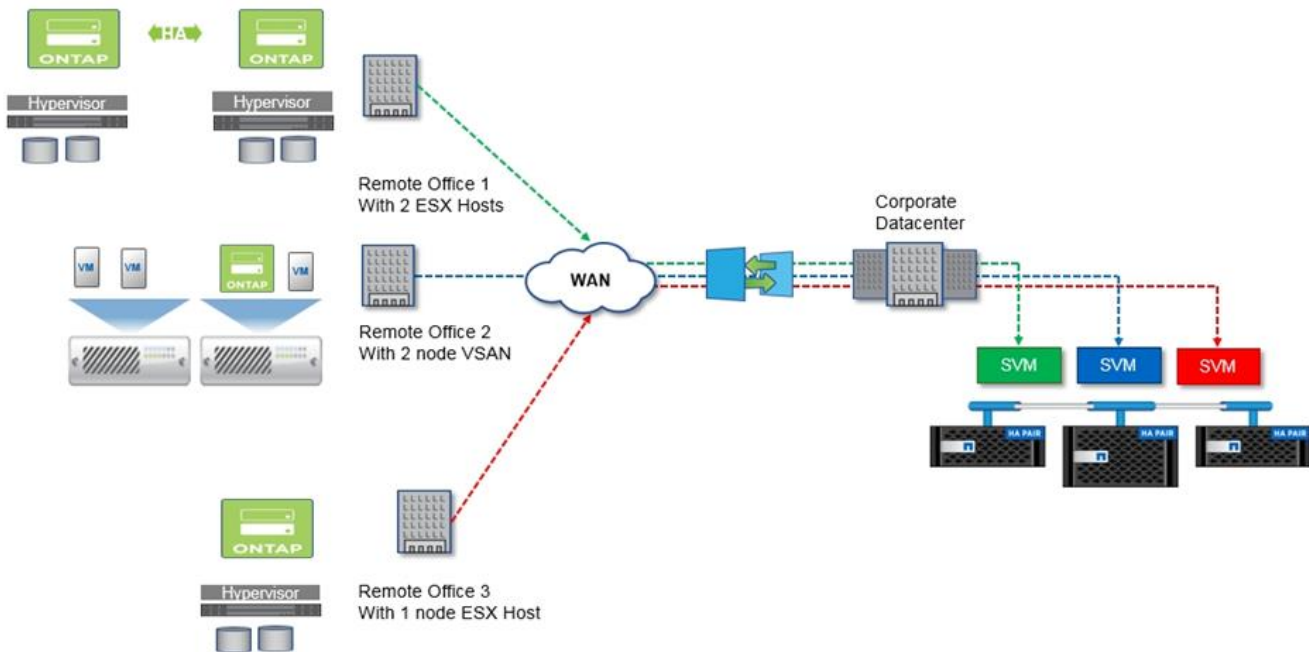 ONTAP
HA
ONTAP
Hypervisor
Hypervisor
Remote Office 1
With 2 ESX Hosts
VM
VM
ONTAP
VM
Remote Office 2
With 2 node VSAN
WAN
Corporate
Datacenter
SVM
SVM
SVM
HA PAIR
HA PAIR
HA PAIR
ONTAP
Hypervisor
Remote Office 3
With 1 node ESX Host